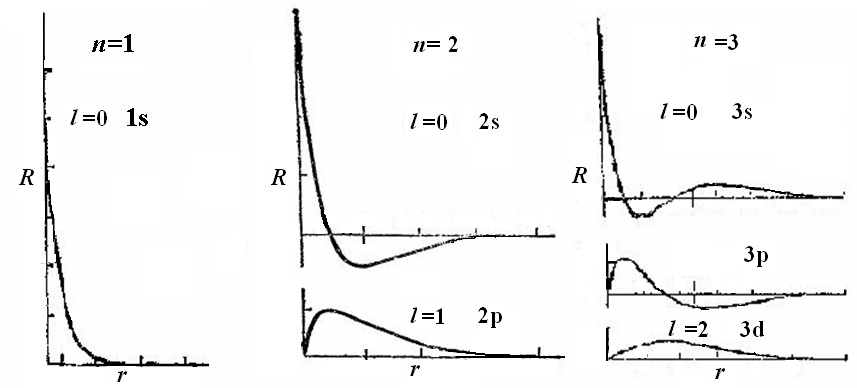 n=1
l=0 1s
R
r
n= 2
l=0 2s
R
l=1 2p
r
n =3
l=0 3s
R
3p
l=2 3d
r